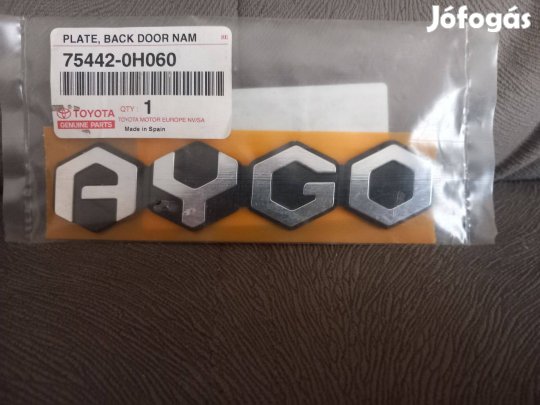 Jófogás
PLATE, BACK DOOR NAM
75442-0H060
TOYOTA
GENUINE PARTS
QTY : 1
TOYOTA MOTOR EUROPE NV/SA
Made in Spain
AYGO